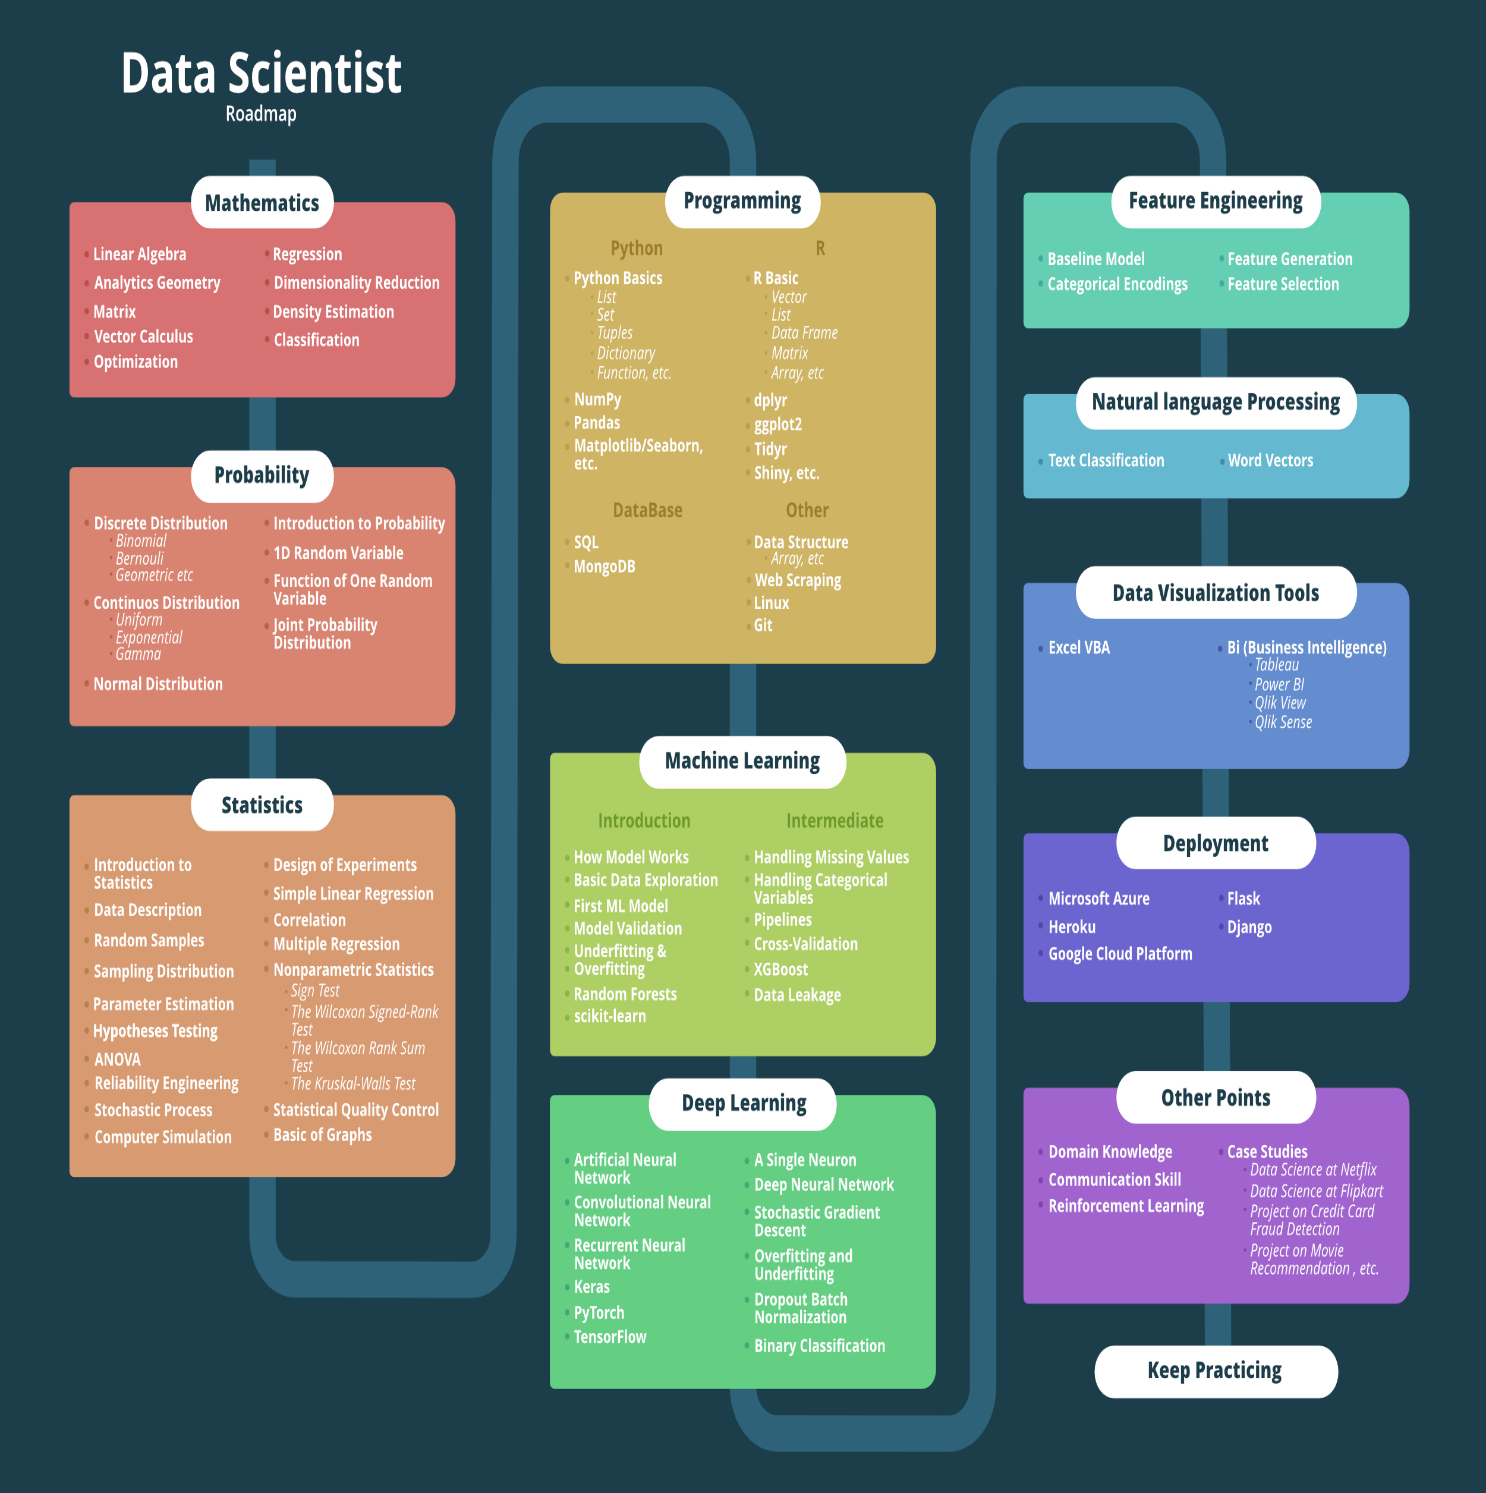 Data Scientist
Roadmap
Mathematics
Linear Algebra
Analytics Geometry
Matrix
Vector Calculus
Optimization
Regression
Dimensionality Reduction
Density Estimation
Classification
Probability
Discrete Distribution
Binomial
Bernouli
Geometric etc
Continuos Distribution
Uniform
Exponential
Gamma
Normal Distribution
Introduction to Probability
1D Random Variable
Function of One Random
Variable
Joint Probability
Distribution
Statistics
Introduction to
Statistics
Data Description
Random Samples
Sampling Distribution
Parameter Estimation
Hypotheses Testing
ANOVA
Reliability Engineering
Stochastic Process
Computer Simulation
Design of Experiments
Simple Linear Regression
Correlation
Multiple Regression
Nonparametric Statistics
Sign Test
The Wilcoxon Signed-Rank
Test
The Wilcoxon Rank Sum
Test
The Kruskal-Walls Test
Statistical Quality Control
Basic of Graphs
Programming
Python
Python Basics
List
Set
Tuples
Dictionary
Function, etc.
NumPy
Pandas
Matplotlib/Seaborn,
etc.
R
R Basic
Vector
List
Data Frame
Matrix
Array, etc
dplyr
ggplot2
Tidyr
Shiny, etc.
DataBase
SQL
MongoDB
Other
Data Structure
Array, etc
Web Scraping
Linux
Git
Machine Learning
Introduction
How Model Works
Basic Data Exploration
First ML Model
Model Validation
Underfitting &
Overfitting
Random Forests
scikit-learn
Intermediate
Handling Missing Values
Handling Categorical
Variables
Pipelines
Cross-Validation
XGBoost
Data Leakage
Deep Learning
Artificial Neural
Network
Convolutional Neural
Network
Recurrent Neural
Network
Keras
PyTorch
TensorFlow
A Single Neuron
Deep Neural Network
Stochastic Gradient
Descent
Overfitting and
Underfitting
Dropout Batch
Normalization
Binary Classification
Feature Engineering
Baseline Model
Categorical Encodings
Feature Generation
Feature Selection
Natural language Processing
Text Classification
Word Vectors
Data Visualization Tools
Excel VBA
Bi (Business Intelligence)
Tableau
Power BI
Qlik View
Qlik Sense
Deployment
Microsoft Azure
Heroku
Google Cloud Platform
Flask
Django
Other Points
Domain Knowledge
Communication Skill
Reinforcement Learning
Case Studies
Data Science at Netflix
Data Science at Flipkart
Project on Credit Card
Fraud Detection
Project on Movie
Recommendation , etc.
Keep Practicing